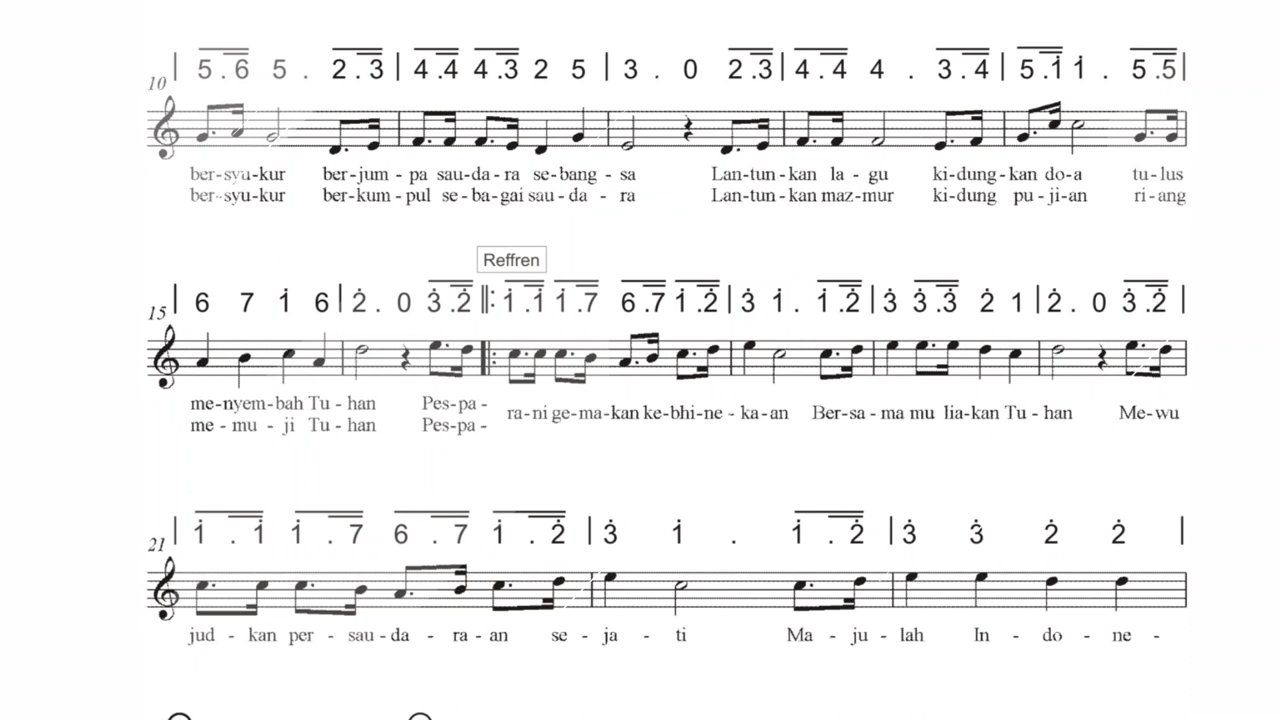 | 5 . 6 5 . 2 . 3 | 4 . 4 4 . 3 2 5 | 3 . 0 2 . 3 | 4 . 4 4 . 3 . 4 | 5 . i̇ i̇ . 5 . 5 |
10
ber-syu-kur ber-jum - pa sau-da-ra se-bang - sa Lan-tun-kan la - gu ki-dung-kan do-a tu-lus
ber-syu-kur ber-kum - pul se-ba-gai sau-da - ra Lan-tun-kan maz-mur ki-dung pu-ji-an ri-ang
Reffren
| 6 7 1̇ 6 | 2̇ . 0 3̇ . 2̇ ||: 1̇ . 1̇ 1̇ . 7 6 . 7 1̇ . 2̇ | 3̇ 1̇ . 1̇ . 2̇ | 3̇ 3̇ . 3̇ 2̇ 1 | 2̇ . 0 3̇ . 2̇ |
15
me-nyem-bah Tu - han Pes-pa - ra-ni ge-ma-kan ke-bhi-ne - ka-an Ber-sa - ma mu lia-kan Tu - han Me-wu
me - mu - ji Tu - han Pes-pa -
| 1̇ . 1̇ 1̇ . 7 6 . 7 1̇ . 2̇ | 3̇ 1̇ . 1̇ . 2̇ | 3̇ 3̇ 2̇ 2̇ |
21
jud - kan per - sau - da - ra - an se - ja - ti Ma - ju - lah In - do - ne -